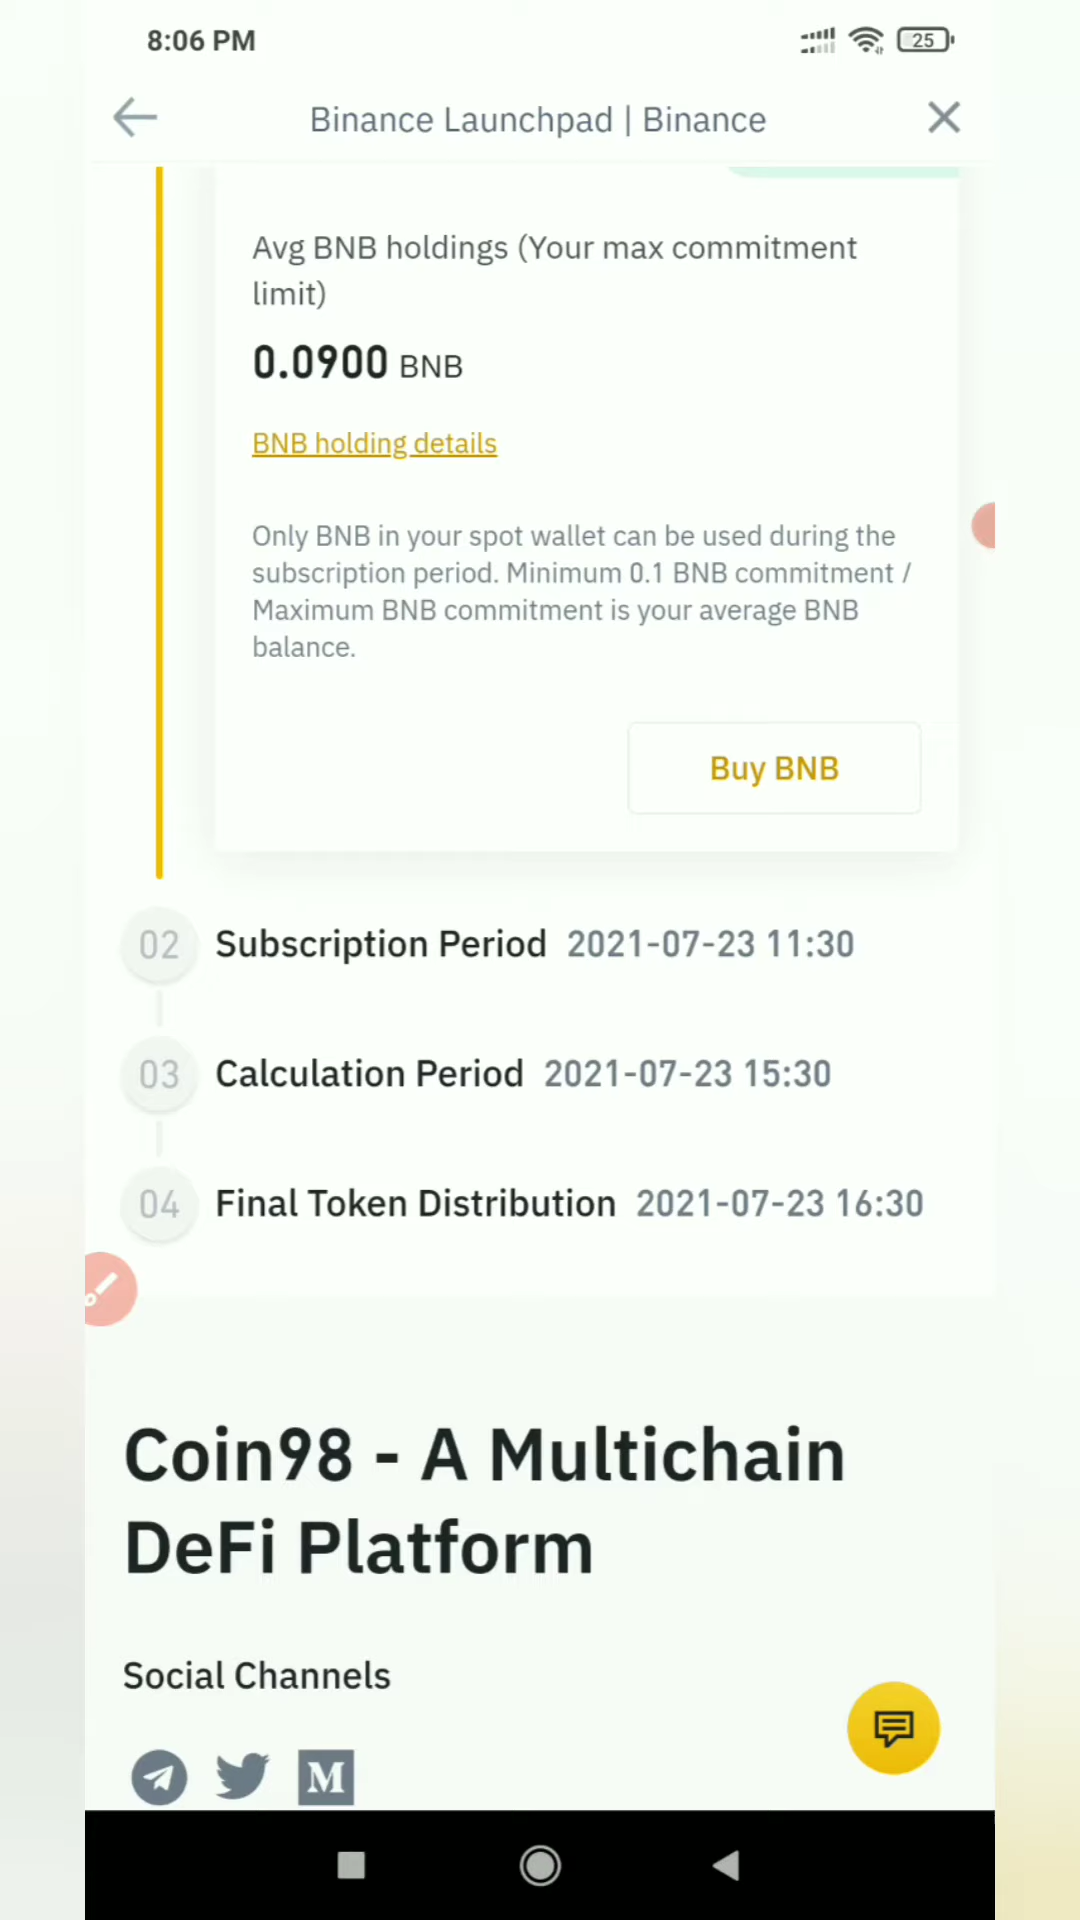 8:06 PM
25
Binance Launchpad | Binance
Avg BNB holdings (Your max commitment
limit)
0.0900 BNB
BNB holding details
Only BNB in your spot wallet can be used during the
subscription period. Minimum 0.1 BNB commitment /
Maximum BNB commitment is your average BNB
balance.
Buy BNB
02 Subscription Period 2021-07-23 11:30
03 Calculation Period 2021-07-23 15:30
04 Final Token Distribution 2021-07-23 16:30
Coin98 - A Multichain
DeFi Platform
Social Channels
M